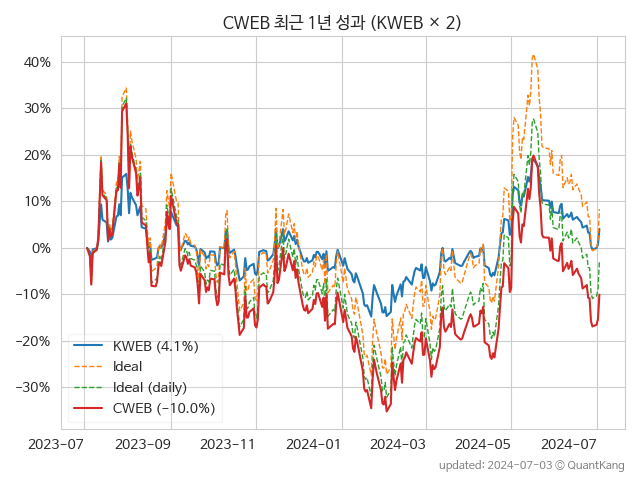 CWEB 최근 1년 성과 (KWEB × 2)
40%
30%
20%
10%
0%
−10%
−20%
−30%
KWEB (4.1%)
Ideal
Ideal (daily)
CWEB (−10.0%)
2023-07 2023-09 2023-11 2024-01 2024-03 2024-05 2024-07
updated: 2024-07-03 © QuantKang